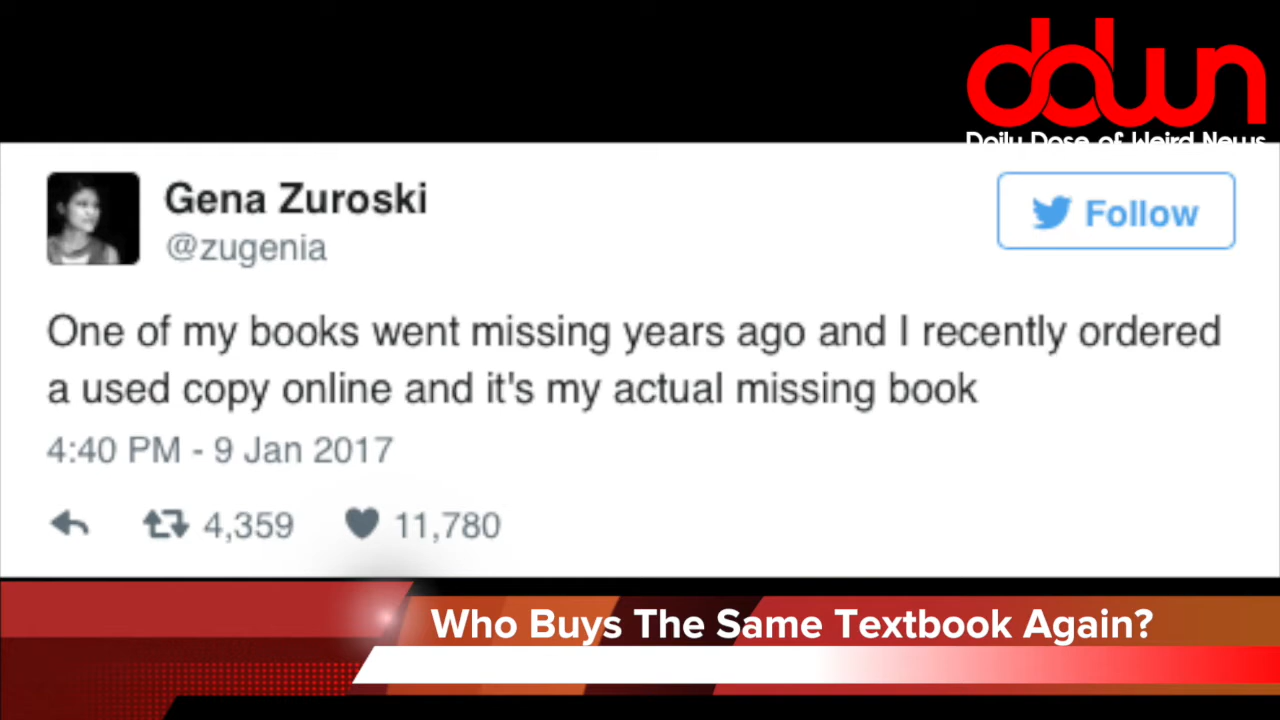 ddwn
Daily Dose of Weird News
Gena Zuroski
@zugenia
Follow
One of my books went missing years ago and I recently ordered
a used copy online and it's my actual missing book
4:40 PM - 9 Jan 2017
4,359 11,780
Who Buys The Same Textbook Again?